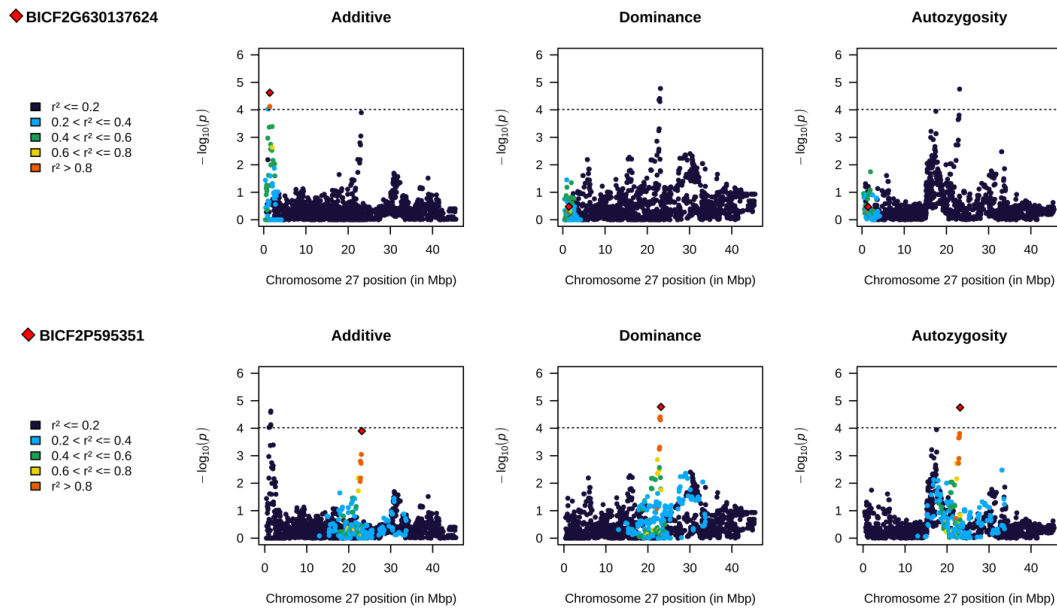 BICF2G630137624
Additive
Dominance
Autozygosity
r² <= 0.2
0.2 < r² <= 0.4
0.4 < r² <= 0.6
0.6 < r² <= 0.8
r² > 0.8
− log10(p)
6
5
4
3
2
1
0
0 10 20 30 40
Chromosome 27 position (in Mbp)
− log10(p)
6
5
4
3
2
1
0
0 10 20 30 40
Chromosome 27 position (in Mbp)
− log10(p)
6
5
4
3
2
1
0
0 10 20 30 40
Chromosome 27 position (in Mbp)
BICF2P595351
Additive
Dominance
Autozygosity
r² <= 0.2
0.2 < r² <= 0.4
0.4 < r² <= 0.6
0.6 < r² <= 0.8
r² > 0.8
− log10(p)
6
5
4
3
2
1
0
0 10 20 30 40
Chromosome 27 position (in Mbp)
− log10(p)
6
5
4
3
2
1
0
0 10 20 30 40
Chromosome 27 position (in Mbp)
− log10(p)
6
5
4
3
2
1
0
0 10 20 30 40
Chromosome 27 position (in Mbp)